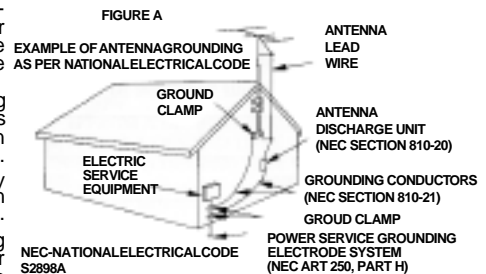 FIGURE A
EXAMPLE OF ANTENNAGROUNDING
AS PER NATIONALELECTRICALCODE
ANTENNA
LEAD
WIRE
GROUND
CLAMP
ANTENNA
DISCHARGE UNIT
(NEC SECTION 810-20)
ELECTRIC
SERVICE
EQUIPMENT
GROUNDING CONDUCTORS
(NEC SECTION 810-21)
GROUD CLAMP
POWER SERVICE GROUNDING
ELECTRODE SYSTEM
(NEC ART 250, PART H)
NEC-NATIONALELECTRICALCODE
S2898A